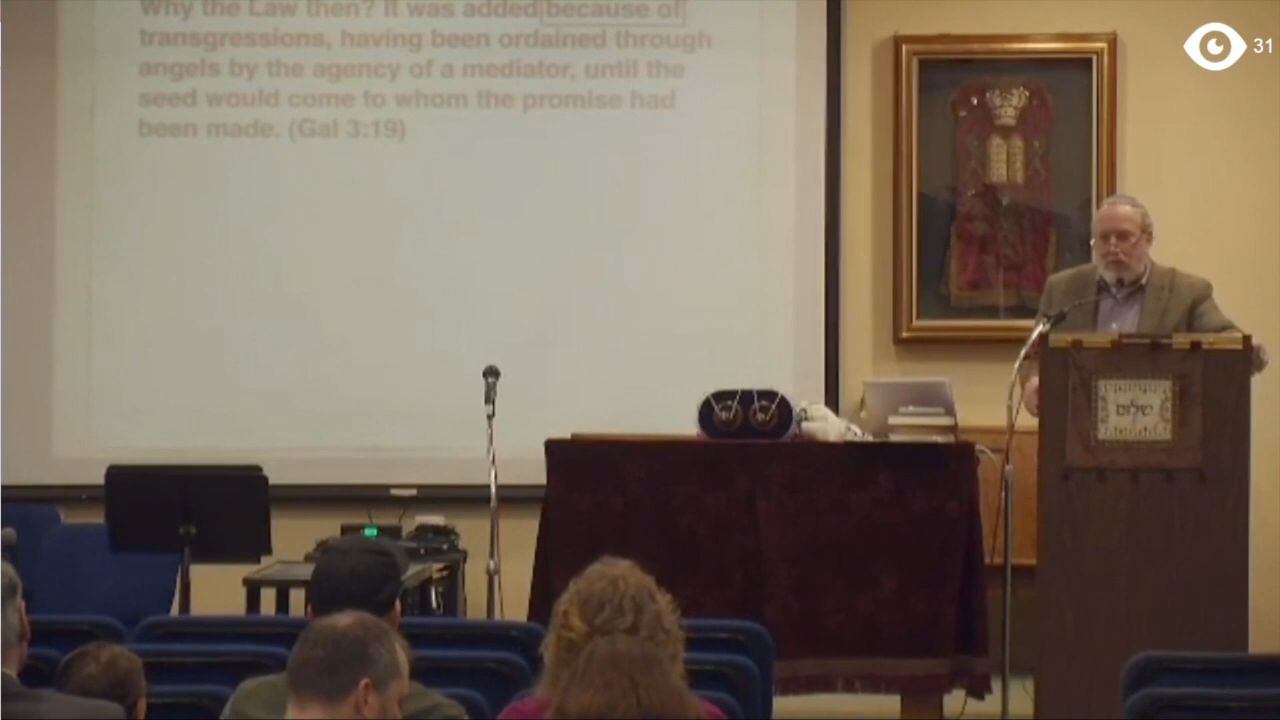 Why the Law then? It was added because of
transgressions, having been ordained through
angels by the agency of a mediator, until the
seed would come to whom the promise had
been made. (Gal 3:19)
31
שלום